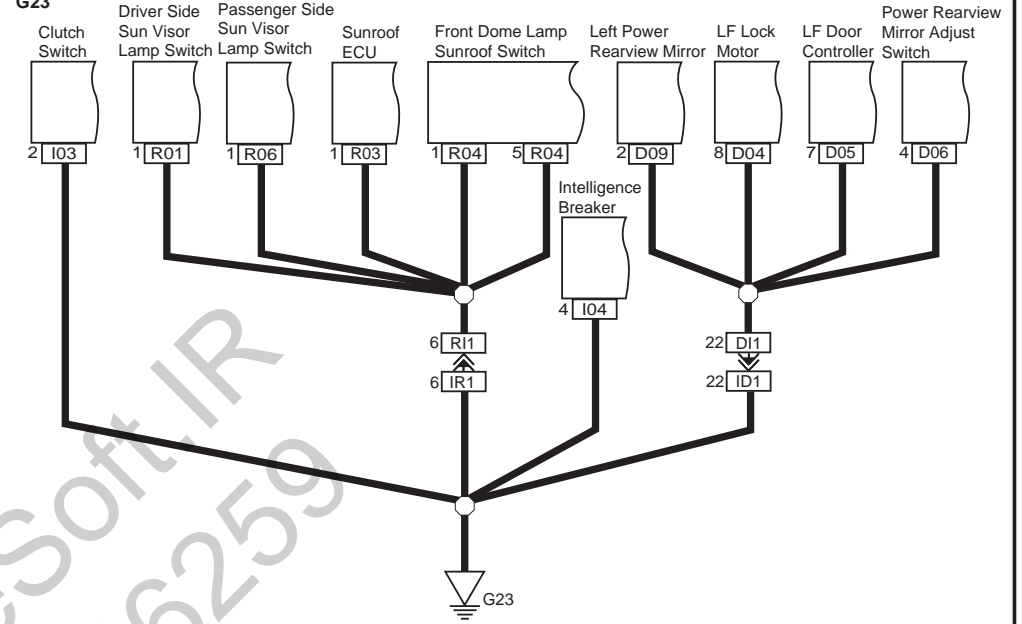 G23
Clutch
Switch
Driver Side
Sun Visor
Lamp Switch
Passenger Side
Sun Visor
Lamp Switch
Sunroof
ECU
Front Dome Lamp
Sunroof Switch
Left Power
Rearview Mirror
LF Lock
Motor
LF Door
Controller
Power Rearview
Mirror Adjust
Switch
2 I03
1 R01
1 R06
1 R03
1 R04
5 R04
2 D09
8 D04
7 D05
4 D06
Intelligence
Breaker
4 I04
6 RI1
6 IR1
22 DI1
22 ID1
G23
eSoft.IR
6259